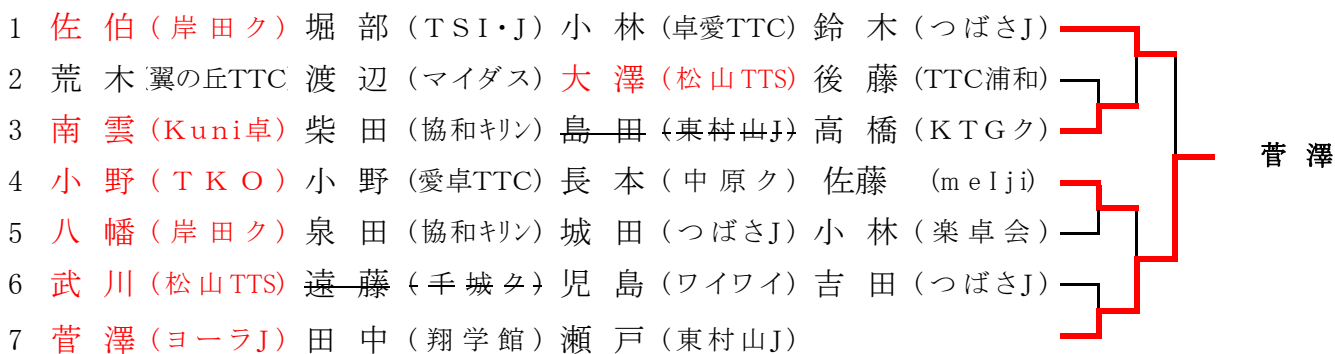 1 佐伯 (岸田ク) 堀部 (TSI・J) 小林 (卓愛TTC) 鈴木 (つばさJ)
2 荒木 (翼の丘TTC) 渡辺 (マイダス) 大澤 (松山TTS) 後藤 (TTC浦和)
3 南雲 (Kuni卓) 柴田 (協和キリン) 島田 (東村山J) 高橋 (KTGク)
菅澤
4 小野 (TKO) 小野 (愛卓TTC) 長本 (中原ク) 佐藤 (meIji)
5 八幡 (岸田ク) 泉田 (協和キリン) 城田 (つばさJ) 小林 (楽卓会)
6 武川 (松山TTS) 遠藤 (千城ク) 児島 (ワイワイ) 吉田 (つばさJ)
7 菅澤 (ヨーラJ) 田中 (翔学館) 瀬戸 (東村山J)